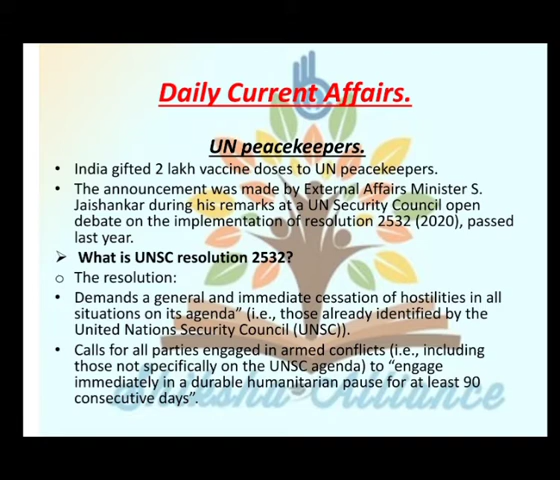 Daily Current Affairs.
UN peacekeepers.
• India gifted 2 lakh vaccine doses to UN peacekeepers.
• The announcement was made by External Affairs Minister S.
Jaishankar during his remarks at a UN Security Council open
debate on the implementation of resolution 2532 (2020), passed
last year.
➢ What is UNSC resolution 2532?
o The resolution:
• Demands a general and immediate cessation of hostilities in all
situations on its agenda” (i.e., those already identified by the
United Nations Security Council (UNSC)).
• Calls for all parties engaged in armed conflicts (i.e., including
those not specifically on the UNSC agenda) to “engage
immediately in a durable humanitarian pause for at least 90
consecutive days”.
Shiksha Alliance